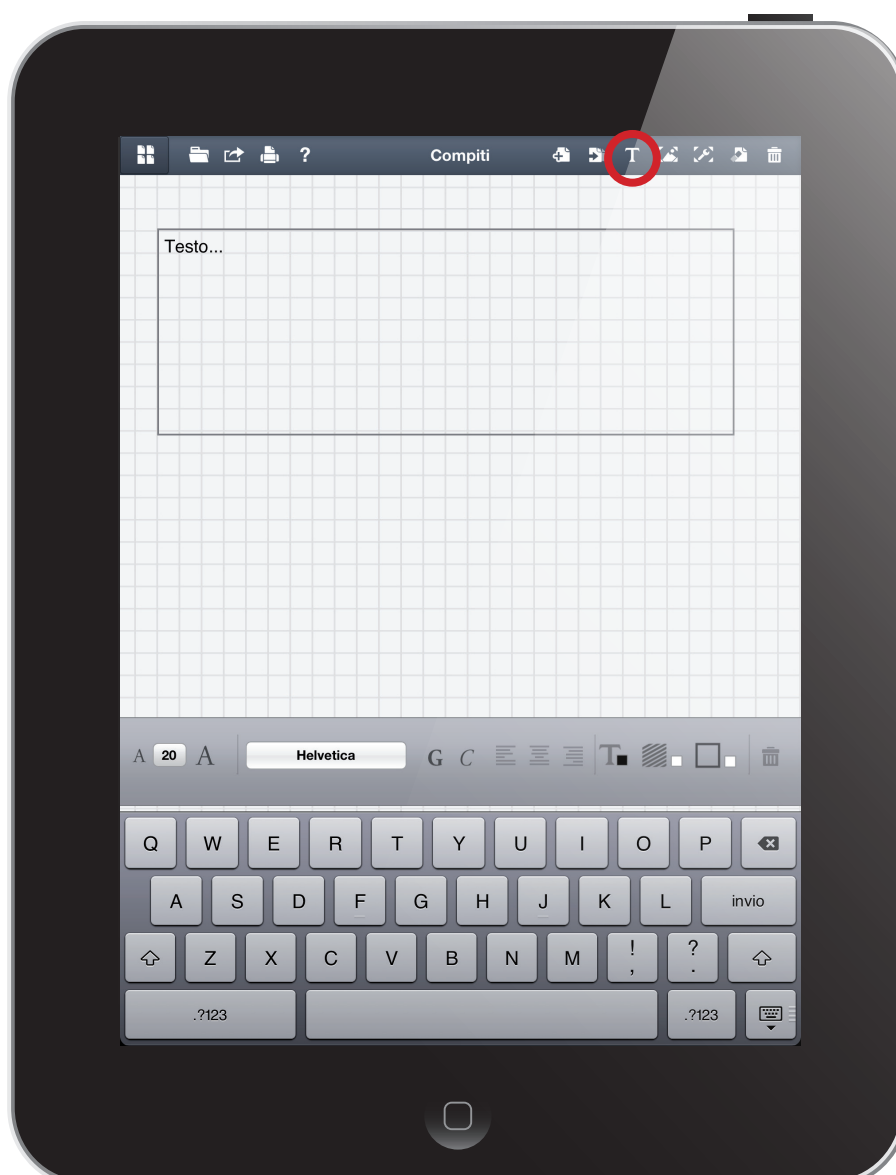 ? Compiti T
Testo...
A 20 A Helvetica G C T
Q W E R T Y U I O P
A S D F G H J K L invio
Z X C V B N M ! , ? .
.?123 .?123